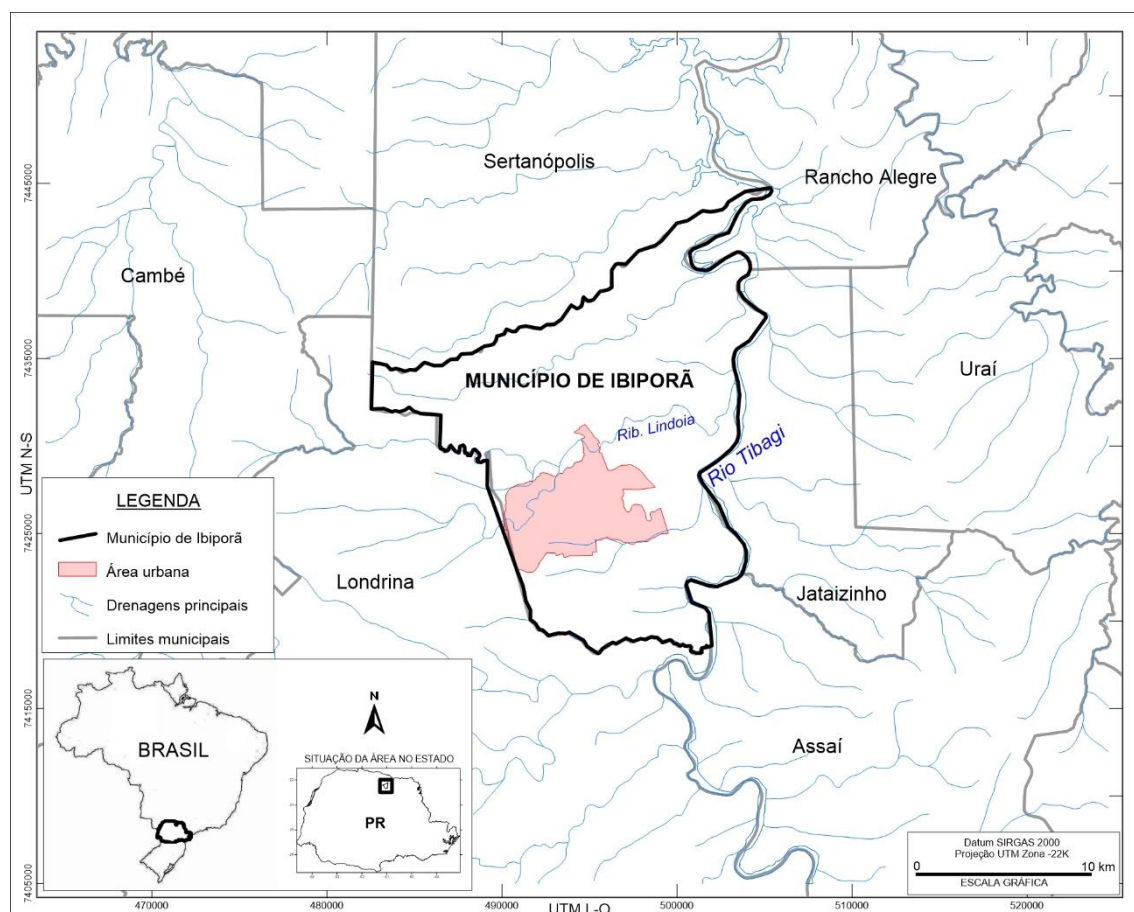 Sertanópolis
Rancho Alegre
Cambé
MUNICÍPIO DE IBIPORÃ
Uraí
Rib. Lindoia
Rio Tibagi
Londrina
Jataizinho
Assaí
LEGENDA
Município de Ibiporã
Área urbana
Drenagens principais
Limites municipais
BRASIL
N
SITUAÇÃO DA ÁREA NO ESTADO
PR
Datum SIRGAS 2000
Projeção UTM Zona -22K
0 10 km
ESCALA GRÁFICA
UTM N-S
7445000
7435000
7425000
7415000
7405000
470000
480000
490000
500000
510000
520000
UTM L-O